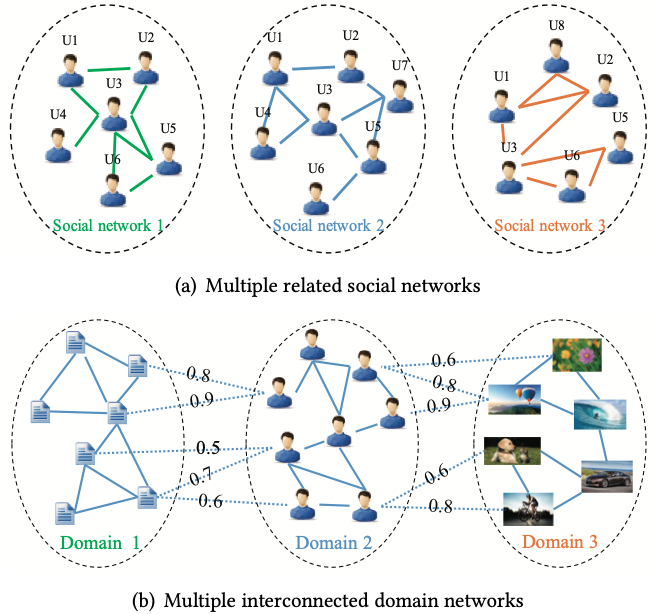 U1 U2 U3 U4 U5 U6
Social network 1
U1 U2 U7 U3 U4 U5 U6
Social network 2
U8 U2 U1 U5 U3 U6
Social network 3
(a) Multiple related social networks
0.8
0.9
0.5
0.7
0.6
0.6
0.8
0.9
0.6
0.8
Domain 1
Domain 2
Domain 3
(b) Multiple interconnected domain networks